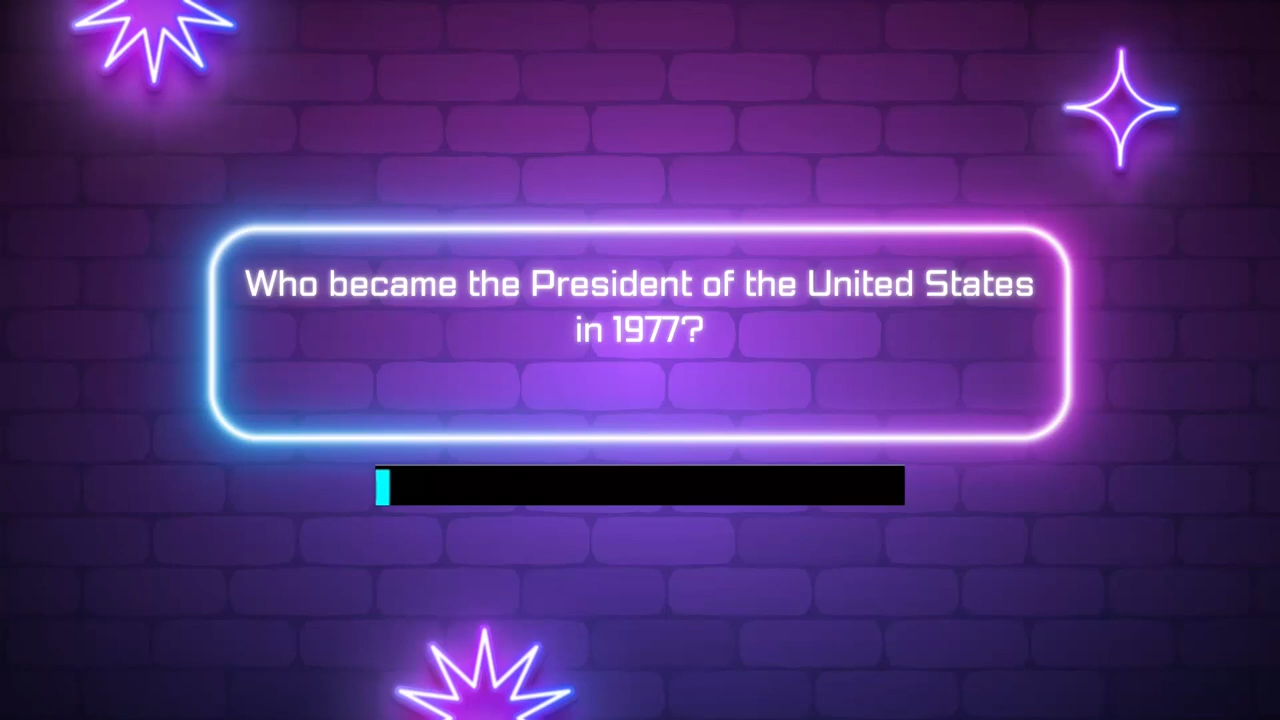 Who became the President of the United States
in 1977?